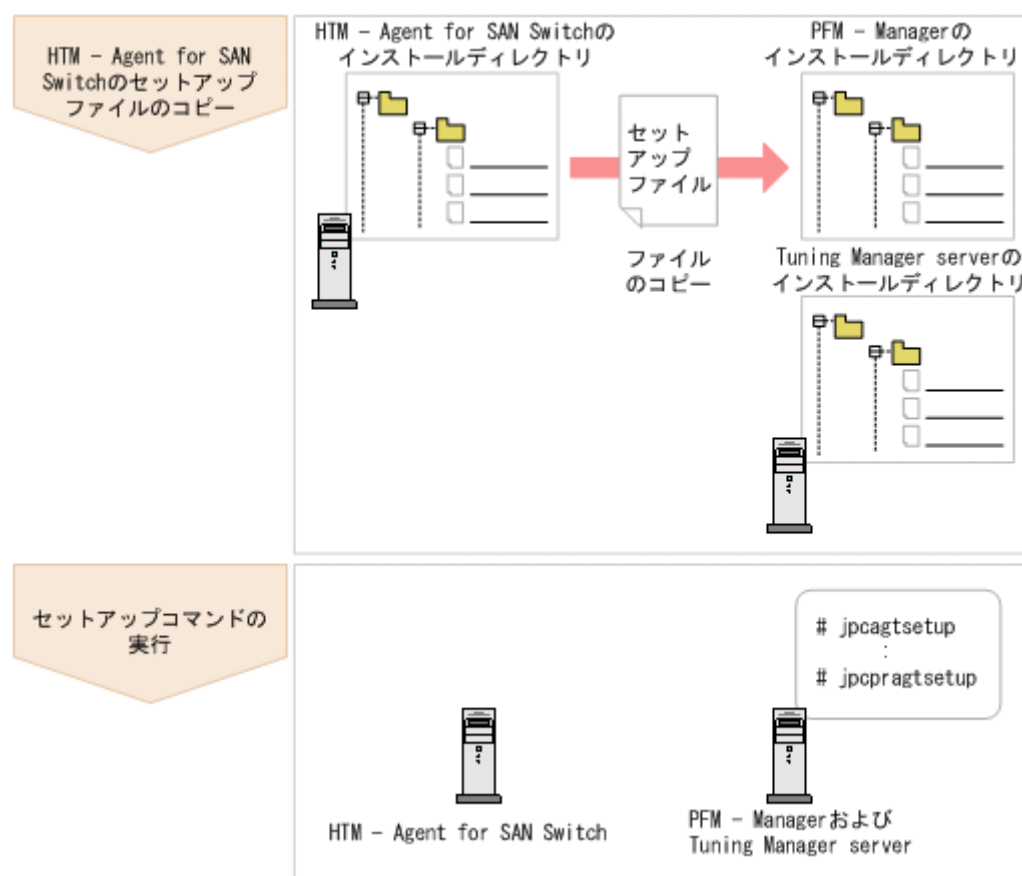 HTM - Agent for SAN
Switchのセットアップ
ファイルのコピー
HTM - Agent for SAN Switchの
インストールディレクトリ
PFM - Managerの
インストールディレクトリ
セット
アップ
ファイル
ファイル
のコピー
Tuning Manager serverの
インストールディレクトリ
セットアップコマンドの
実行
# jpcagtsetup
:
# jpcpragtsetup
HTM - Agent for SAN Switch
PFM - Managerおよび
Tuning Manager server